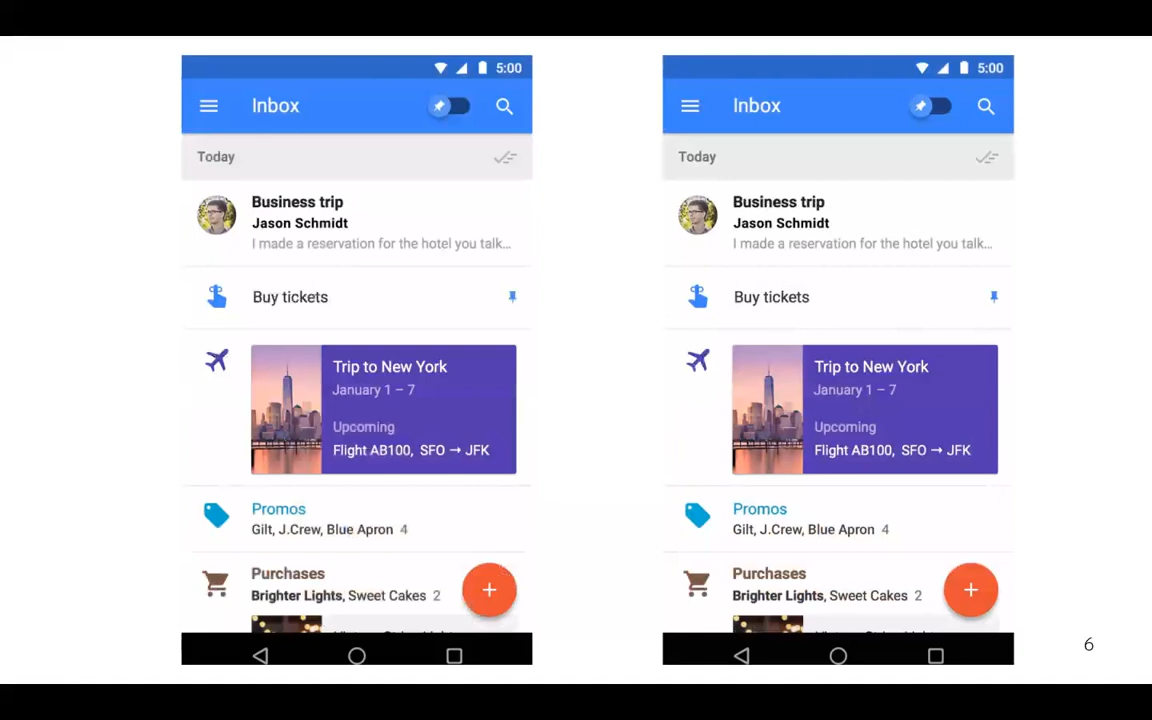 5:00
Inbox
Today
Business trip
Jason Schmidt
I made a reservation for the hotel you talk...
Buy tickets
Trip to New York
January 1 – 7
Upcoming
Flight AB100, SFO → JFK
Promos
Gilt, J.Crew, Blue Apron 4
Purchases
Brighter Lights, Sweet Cakes 2
5:00
Inbox
Today
Business trip
Jason Schmidt
I made a reservation for the hotel you talk...
Buy tickets
Trip to New York
January 1 – 7
Upcoming
Flight AB100, SFO → JFK
Promos
Gilt, J.Crew, Blue Apron 4
Purchases
Brighter Lights, Sweet Cakes 2
6